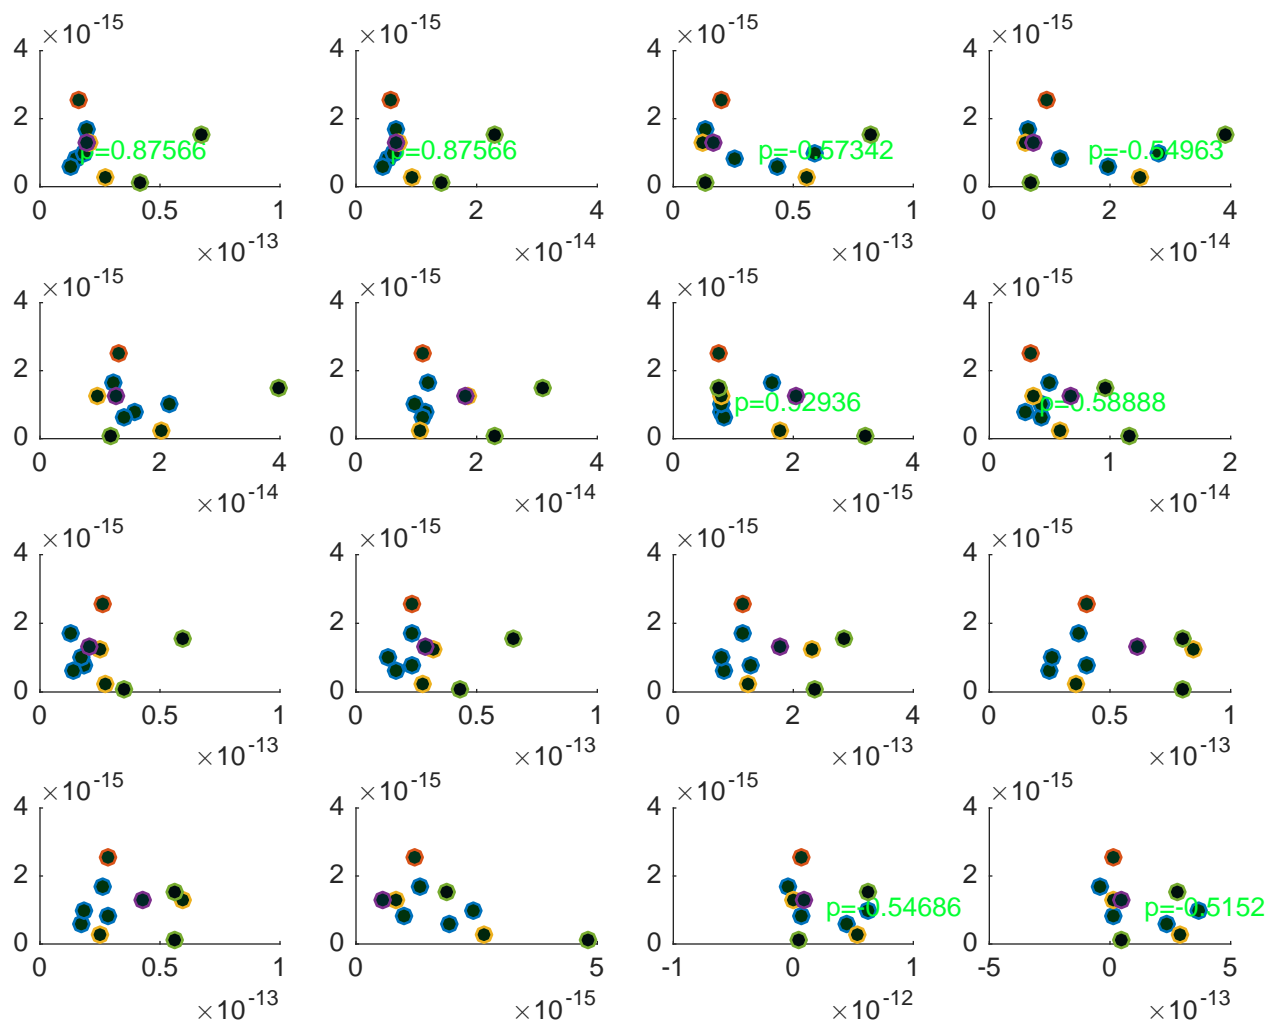 ×10-15 ×10-15 ×10-15 ×10-15
4 4 4 4
2 2 2 2
p=0.87566 p=0.87566 p=-0.57342 p=-0.54963
0 0 0 0
0 0.5 1 0 2 4 0 0.5 1 0 2 4
×10-13 ×10-14 ×10-13 ×10-14
×10-15 ×10-15 ×10-15 ×10-15
4 4 4 4
2 2 2 2
p=0.92936 p=0.58888
0 0 0 0
0 2 4 0 2 4 0 2 4 0 1 2
×10-14 ×10-14 ×10-15 ×10-14
×10-15 ×10-15 ×10-15 ×10-15
4 4 4 4
2 2 2 2
0 0 0 0
0 0.5 1 0 0.5 1 0 2 4 0 0.5 1
×10-13 ×10-13 ×10-13 ×10-13
×10-15 ×10-15 ×10-15 ×10-15
4 4 4 4
2 2 2 2
p=-0.54686 p=-0.5152
0 0 0 0
0 0.5 1 0 5 -1 0 1 -5 0 5
×10-13 ×10-15 ×10-12 ×10-13